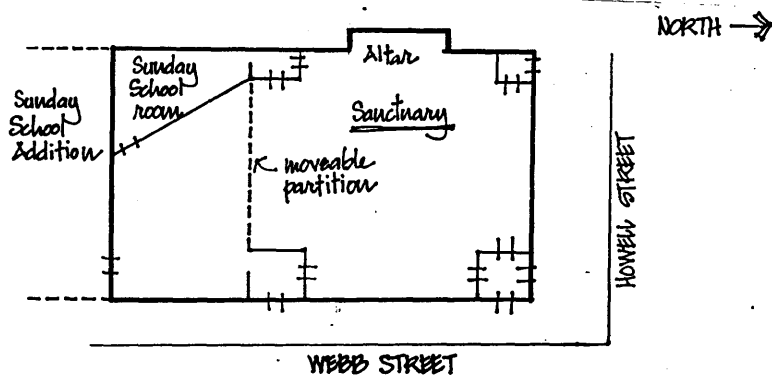 NORTH
Altar
Sunday
School
room
Sunday
School
Addition
Sanctuary
moveable
partition
HOWELL STREET
WEBB STREET